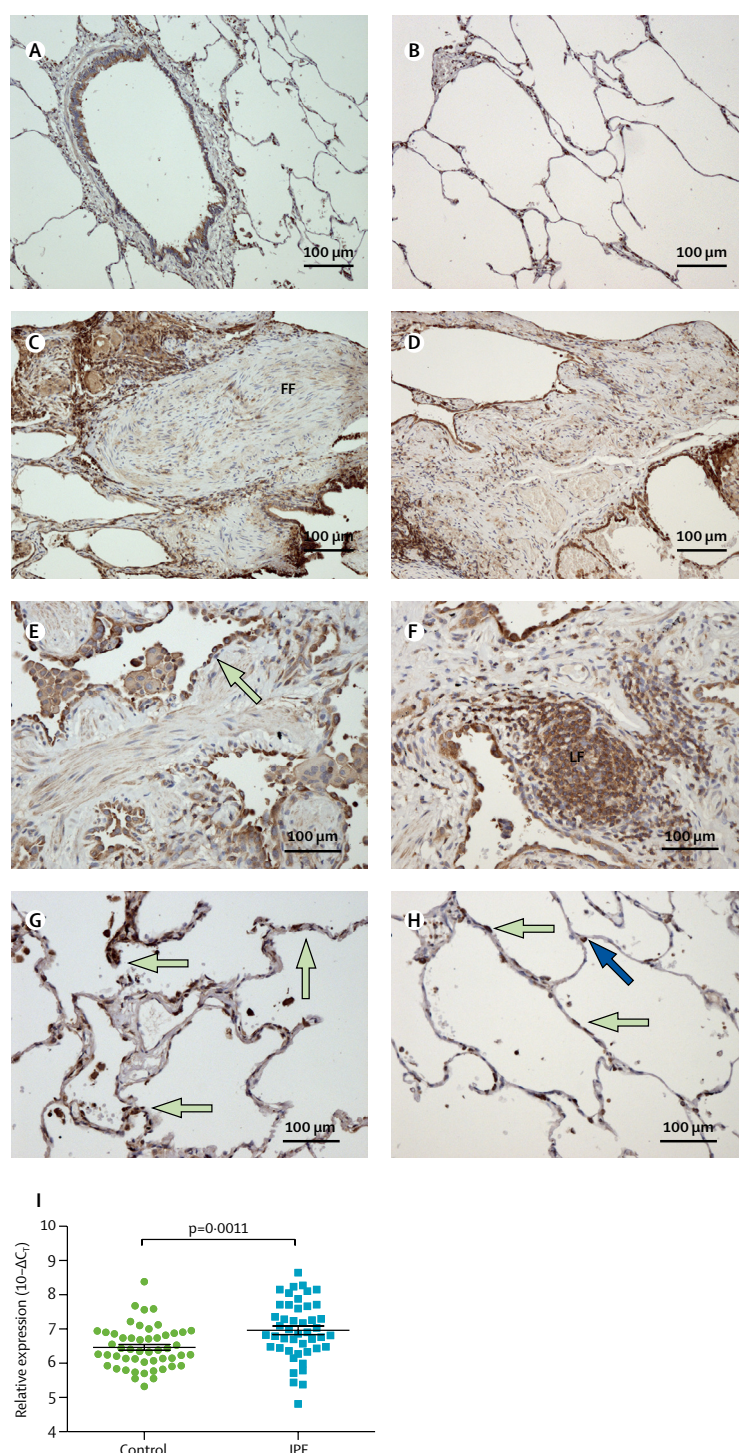 A
100 µm
B
100 µm
C
FF
100 µm
D
100 µm
E
100 µm
F
LF
100 µm
G
100 µm
H
100 µm
I
p=0·0011
10
9
8
7
6
5
4
Relative expression (10–ΔC_T)
Control
IPF